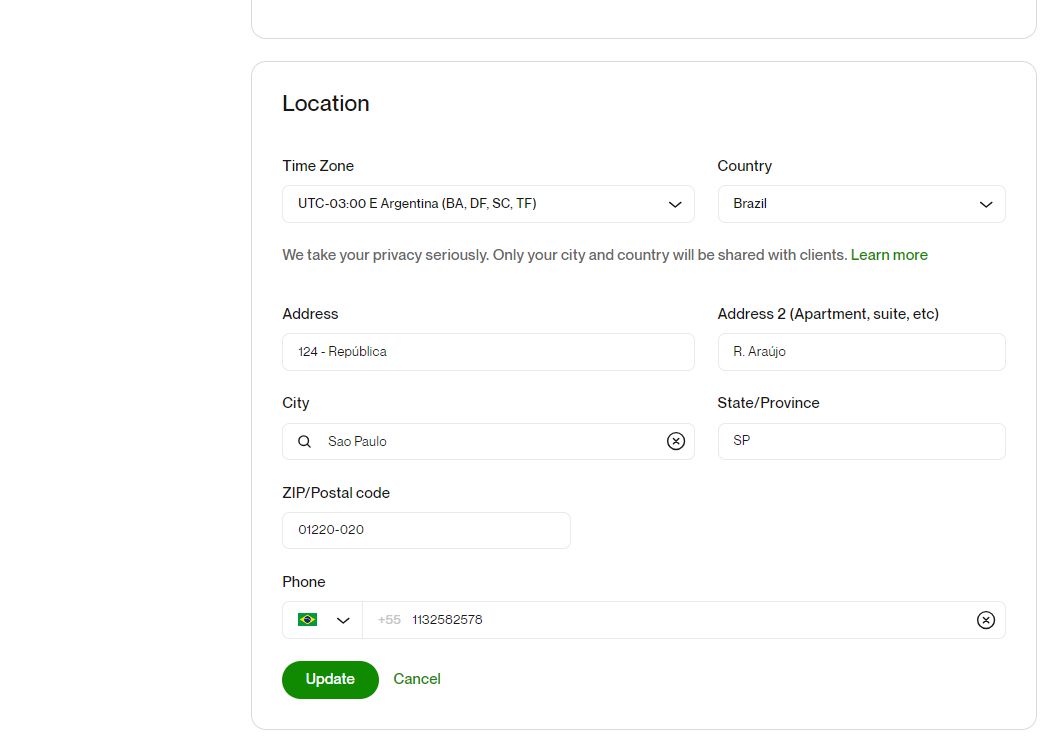 Location
Time Zone
Country
UTC-03:00 E Argentina (BA, DF, SC, TF)
Brazil
We take your privacy seriously. Only your city and country will be shared with clients. Learn more
Address
Address 2 (Apartment, suite, etc)
124 - República
R. Araújo
City
State/Province
Sao Paulo
SP
ZIP/Postal code
01220-020
Phone
+55 1132582578
Update
Cancel